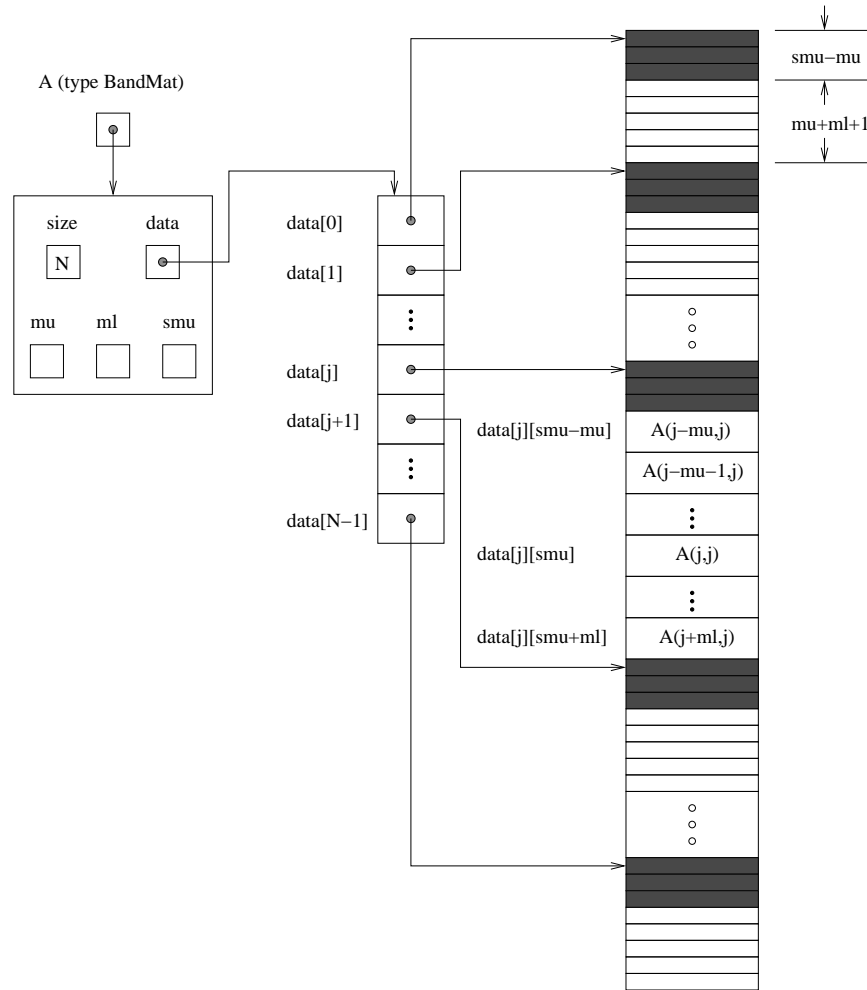 A (type BandMat)
size
data
N
mu
ml
smu
data[0]
data[1]
data[j]
data[j+1]
data[N−1]
smu−mu
mu+ml+1
data[j][smu−mu]
A(j−mu,j)
A(j−mu−1,j)
data[j][smu]
A(j,j)
data[j][smu+ml]
A(j+ml,j)